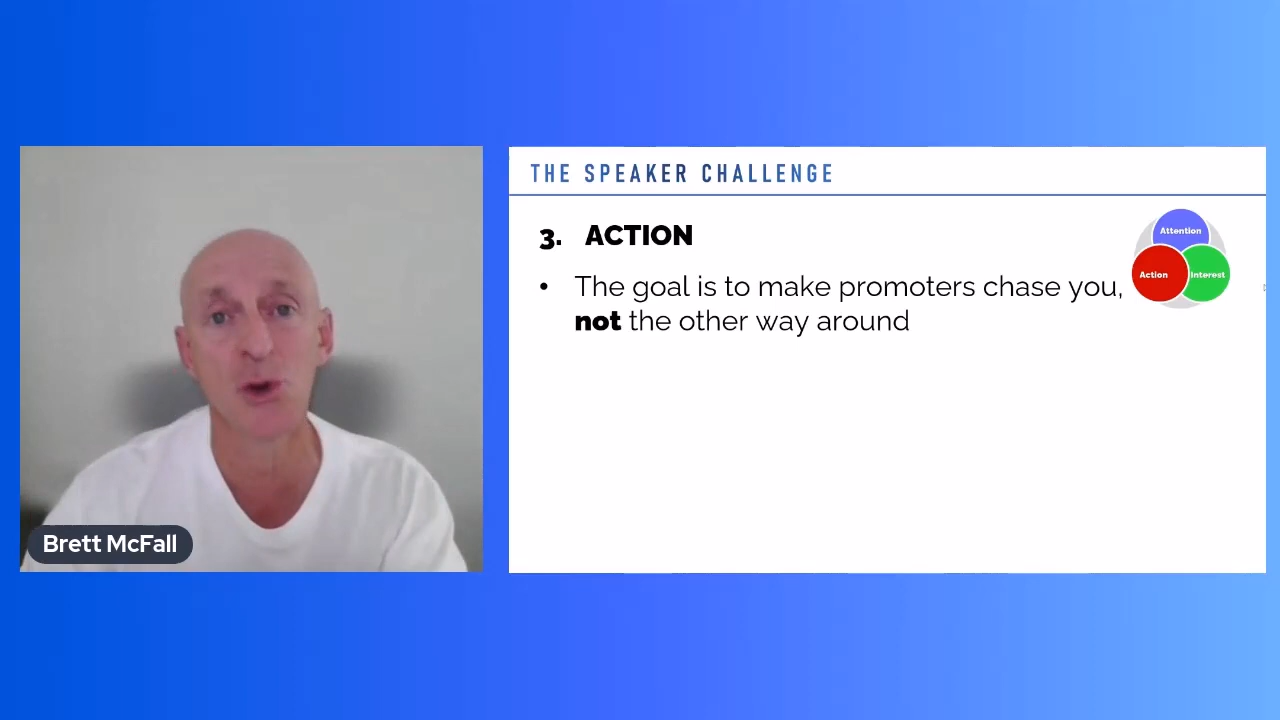 THE SPEAKER CHALLENGE
3. ACTION
• The goal is to make promoters chase you,
not the other way around
Attention
Action
Interest
Brett McFall